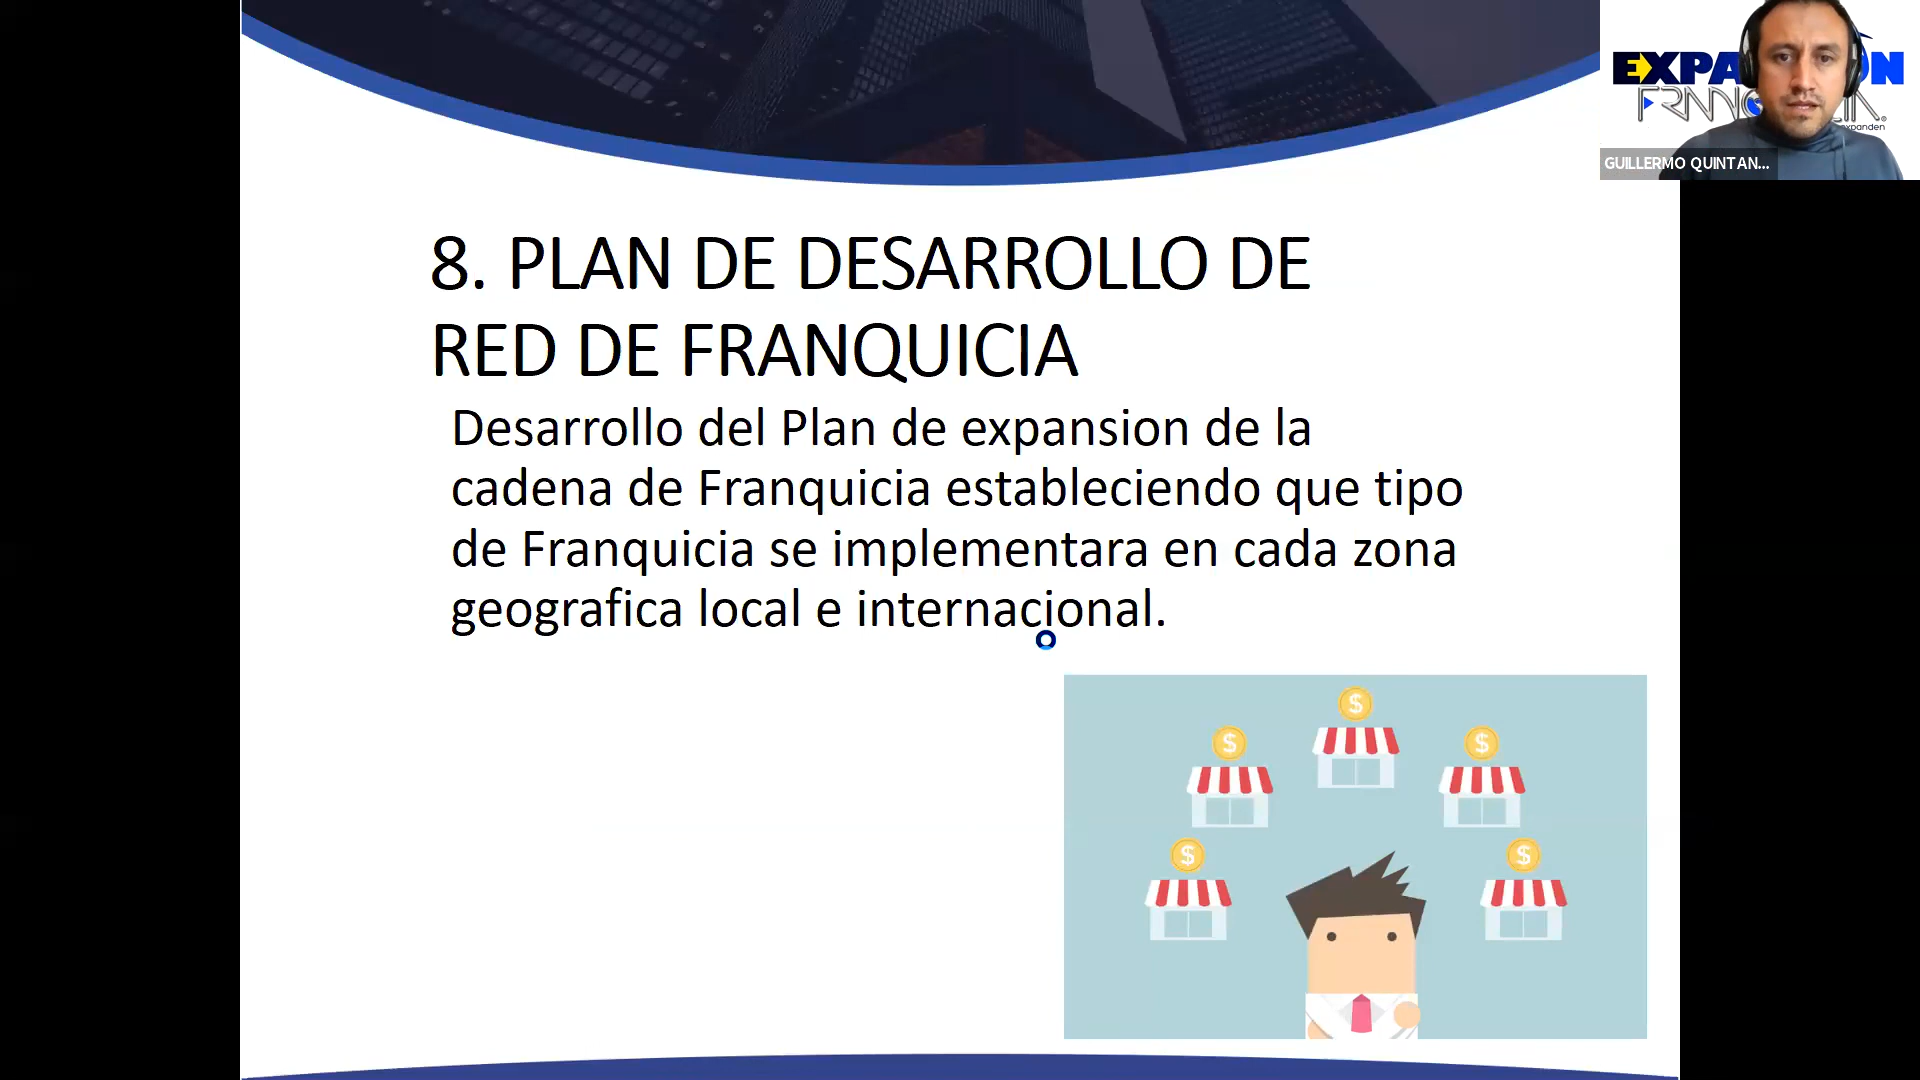 8. PLAN DE DESARROLLO DE
RED DE FRANQUICIA
Desarrollo del Plan de expansion de la
cadena de Franquicia estableciendo que tipo
de Franquicia se implementara en cada zona
geografica local e internacional.
GUILLERMO QUINTAN...
$
$
$
$
$